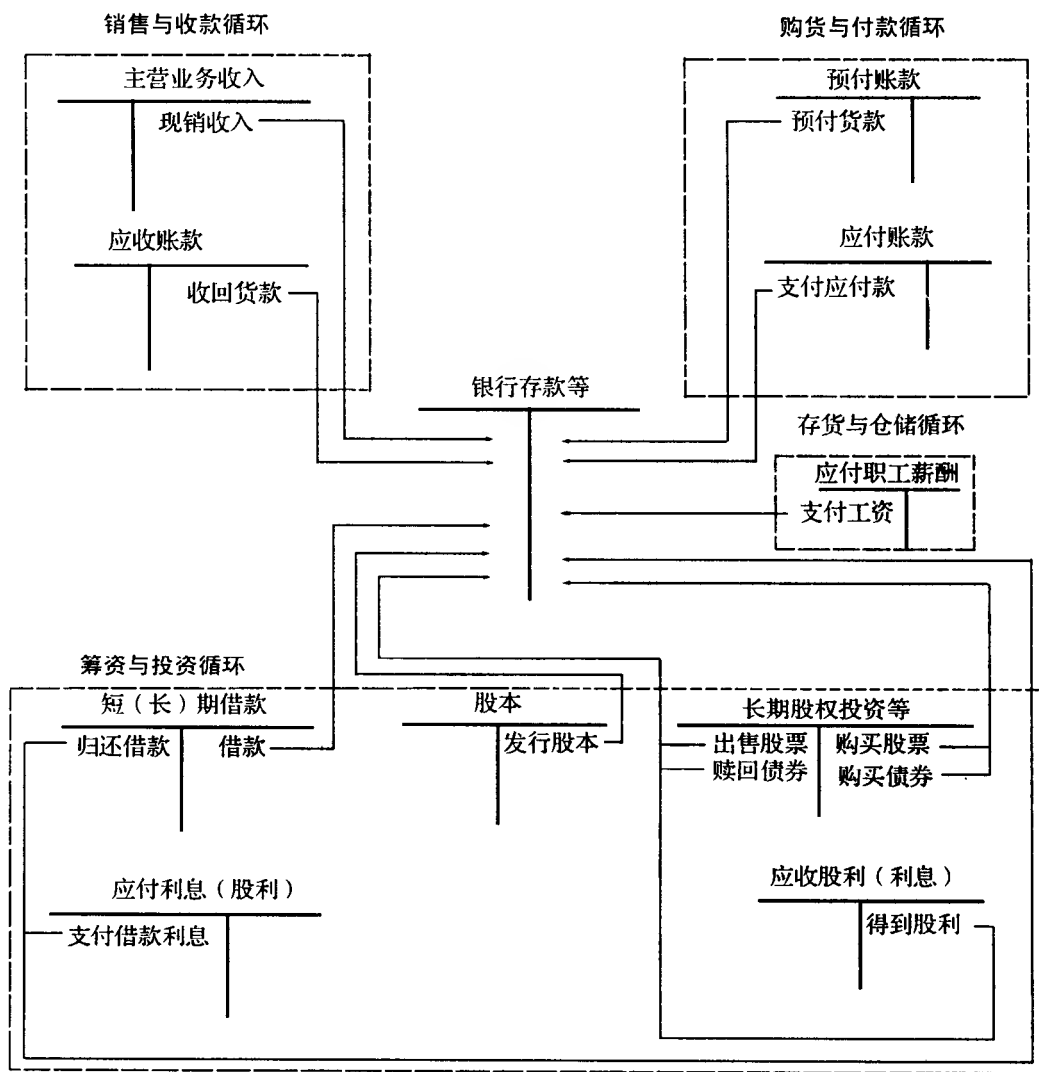 销售与收款循环
主营业务收入
现销收入
应收账款
收回货款
购货与付款循环
预付账款
预付货款
应付账款
支付应付款
银行存款等
存货与仓储循环
应付职工薪酬
支付工资
筹资与投资循环
短（长）期借款
归还借款 借款
股本
发行股本
长期股权投资等
出售股票 购买股票
赎回债券 购买债券
应付利息（股利）
支付借款利息
应收股利（利息）
得到股利